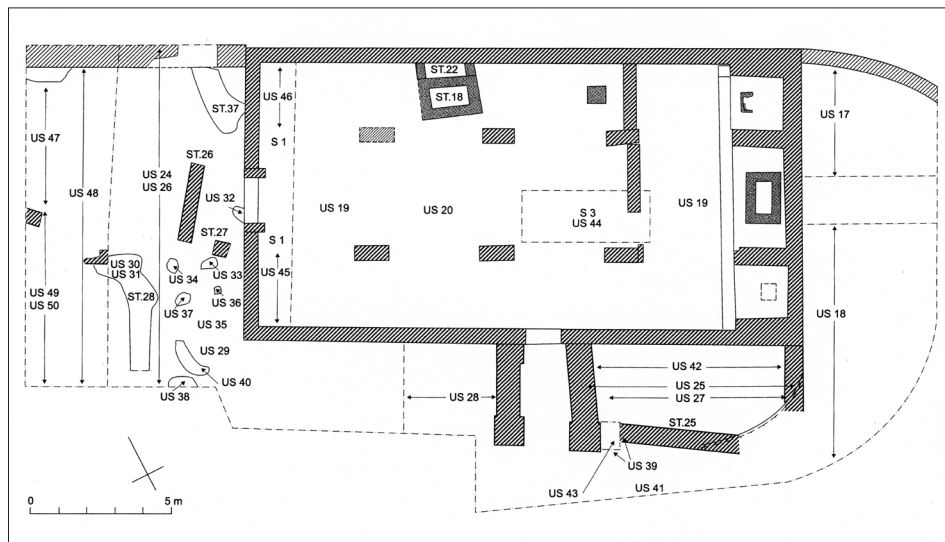 ST.22
US 46
ST.18
ST.37
US 17
US 47
S 1
ST.26
US 24
US 26
US 48
US 32
US 19
US 20
S 3
US 44
US 19
ST.27
S 1
US 30
US 31
US 33
US 45
US 34
US 49
US 50
ST.28
US 36
US 37
US 18
US 35
US 29
US 42
US 40
US 25
US 38
US 28
US 27
ST.25
US 39
US 43
US 41
0 5 m